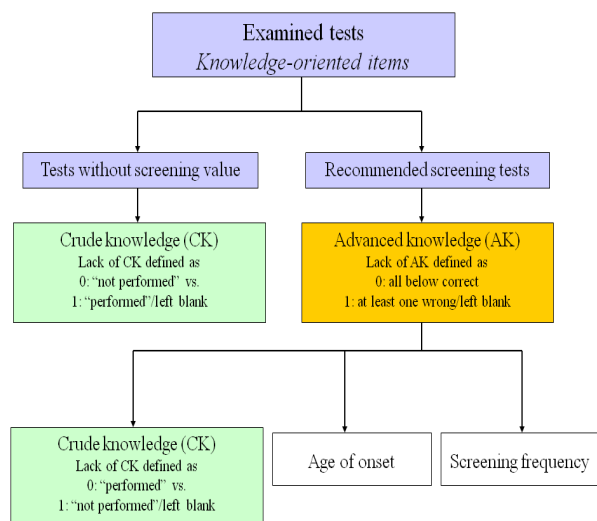 Examined tests
Knowledge-oriented items
Tests without screening value
Recommended screening tests
Crude knowledge (CK)
Lack of CK defined as
0: “not performed” vs.
1: “performed”/left blank
Advanced knowledge (AK)
Lack of AK defined as
0: all below correct
1: at least one wrong/left blank
Crude knowledge (CK)
Lack of CK defined as
0: “performed” vs.
1: “not performed”/left blank
Age of onset
Screening frequency